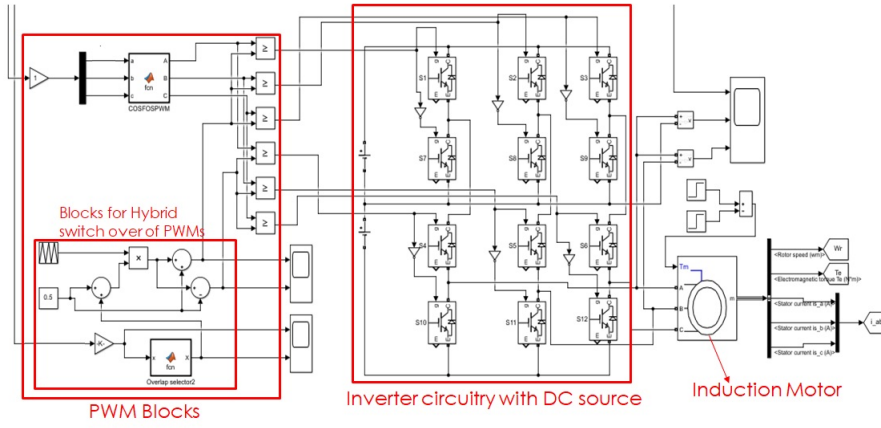 1
a
b
c
fcn
A
B
C
COSFOSPWM
≥
≥
≥
≥
≥
≥
Blocks for Hybrid
switch over of PWMs
×
0.5
-K-
x
fcn
X
Overlap selector2
PWM Blocks
S1
S2
S3
S7
S8
S9
S4
S5
S6
S10
S11
S12
Inverter circuitry with DC source
x
x
Tm
A
B
C
m
<Rotor speed (wm)>
Wr
<Electromagnetic torque Te (N*m)>
Te
<Stator current is_a (A)>
<Stator current is_b (A)>
<Stator current is_c (A)>
Induction Motor